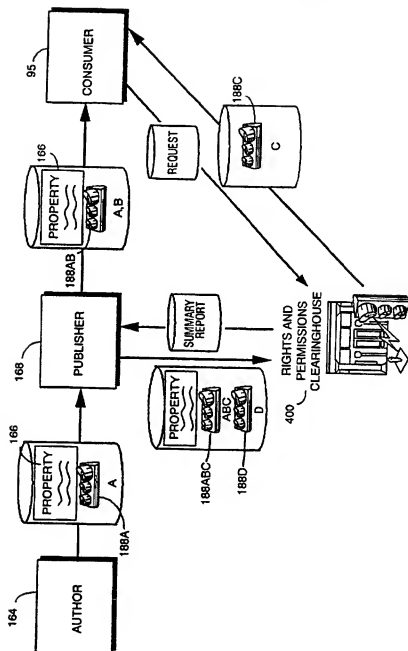 164
AUTHOR
166
PROPERTY
A
188A
168
PUBLISHER
166
PROPERTY
188AB
A,B
95
CONSUMER
REQUEST
188C
C
SUMMARY
REPORT
PROPERTY
ABC
D
188ABC
188D
400
RIGHTS AND
PERMISSIONS
CLEARINGHOUSE